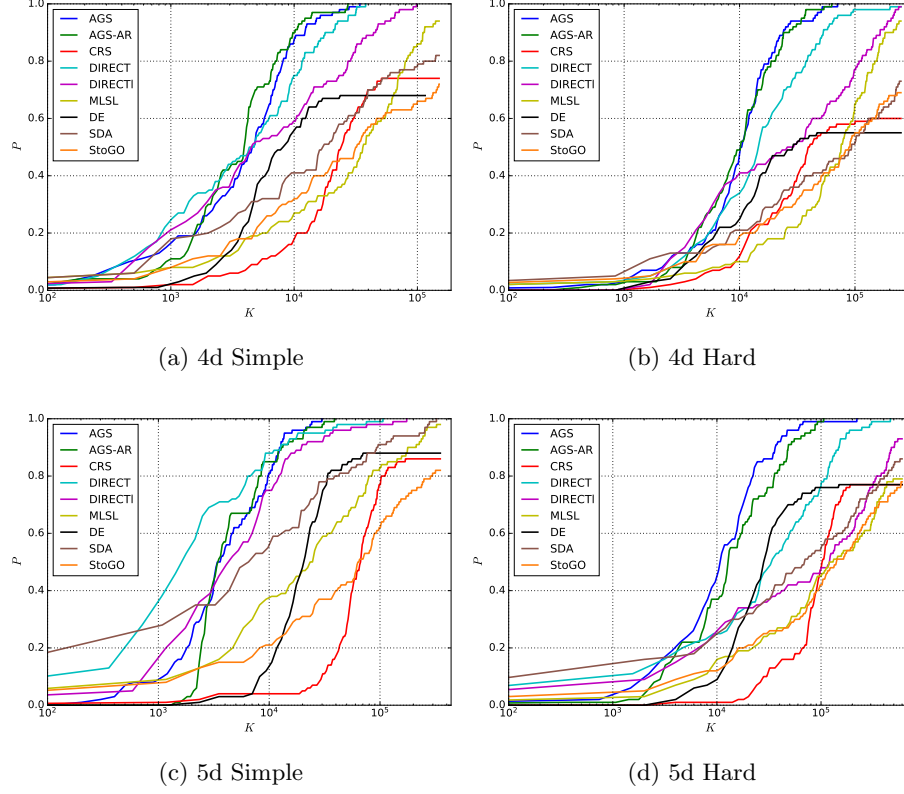 1.0
0.8
0.6
0.4
0.2
0.0
P
AGS
AGS-AR
CRS
DIRECT
DIRECTl
MLSL
DE
SDA
StoGO
10^2
10^3
10^4
10^5
K
(a) 4d Simple
1.0
0.8
0.6
0.4
0.2
0.0
P
AGS
AGS-AR
CRS
DIRECT
DIRECTl
MLSL
DE
SDA
StoGO
10^2
10^3
10^4
10^5
K
(b) 4d Hard
1.0
0.8
0.6
0.4
0.2
0.0
P
AGS
AGS-AR
CRS
DIRECT
DIRECTl
MLSL
DE
SDA
StoGO
10^2
10^3
10^4
10^5
K
(c) 5d Simple
1.0
0.8
0.6
0.4
0.2
0.0
P
AGS
AGS-AR
CRS
DIRECT
DIRECTl
MLSL
DE
SDA
StoGO
10^2
10^3
10^4
10^5
K
(d) 5d Hard